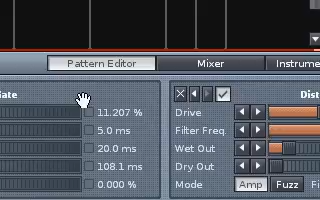 Pattern Editor Mixer Instrume
ate Dist
11.207 % Drive
5.0 ms Filter Freq.
20.0 ms Wet Out
108.1 ms Dry Out
0.000 % Mode Amp Fuzz Fi